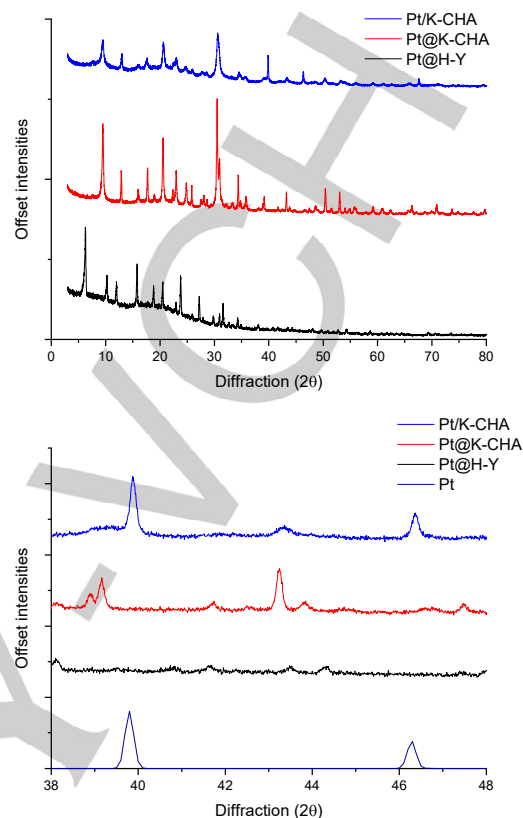 Pt/K-CHA
Pt@K-CHA
Pt@H-Y
Offset intensities
0 10 20 30 40 50 60 70 80
Diffraction (2θ)
Pt/K-CHA
Pt@K-CHA
Pt@H-Y
Pt
Offset intensities
38 40 42 44 46 48
Diffraction (2θ)
Y-VCH